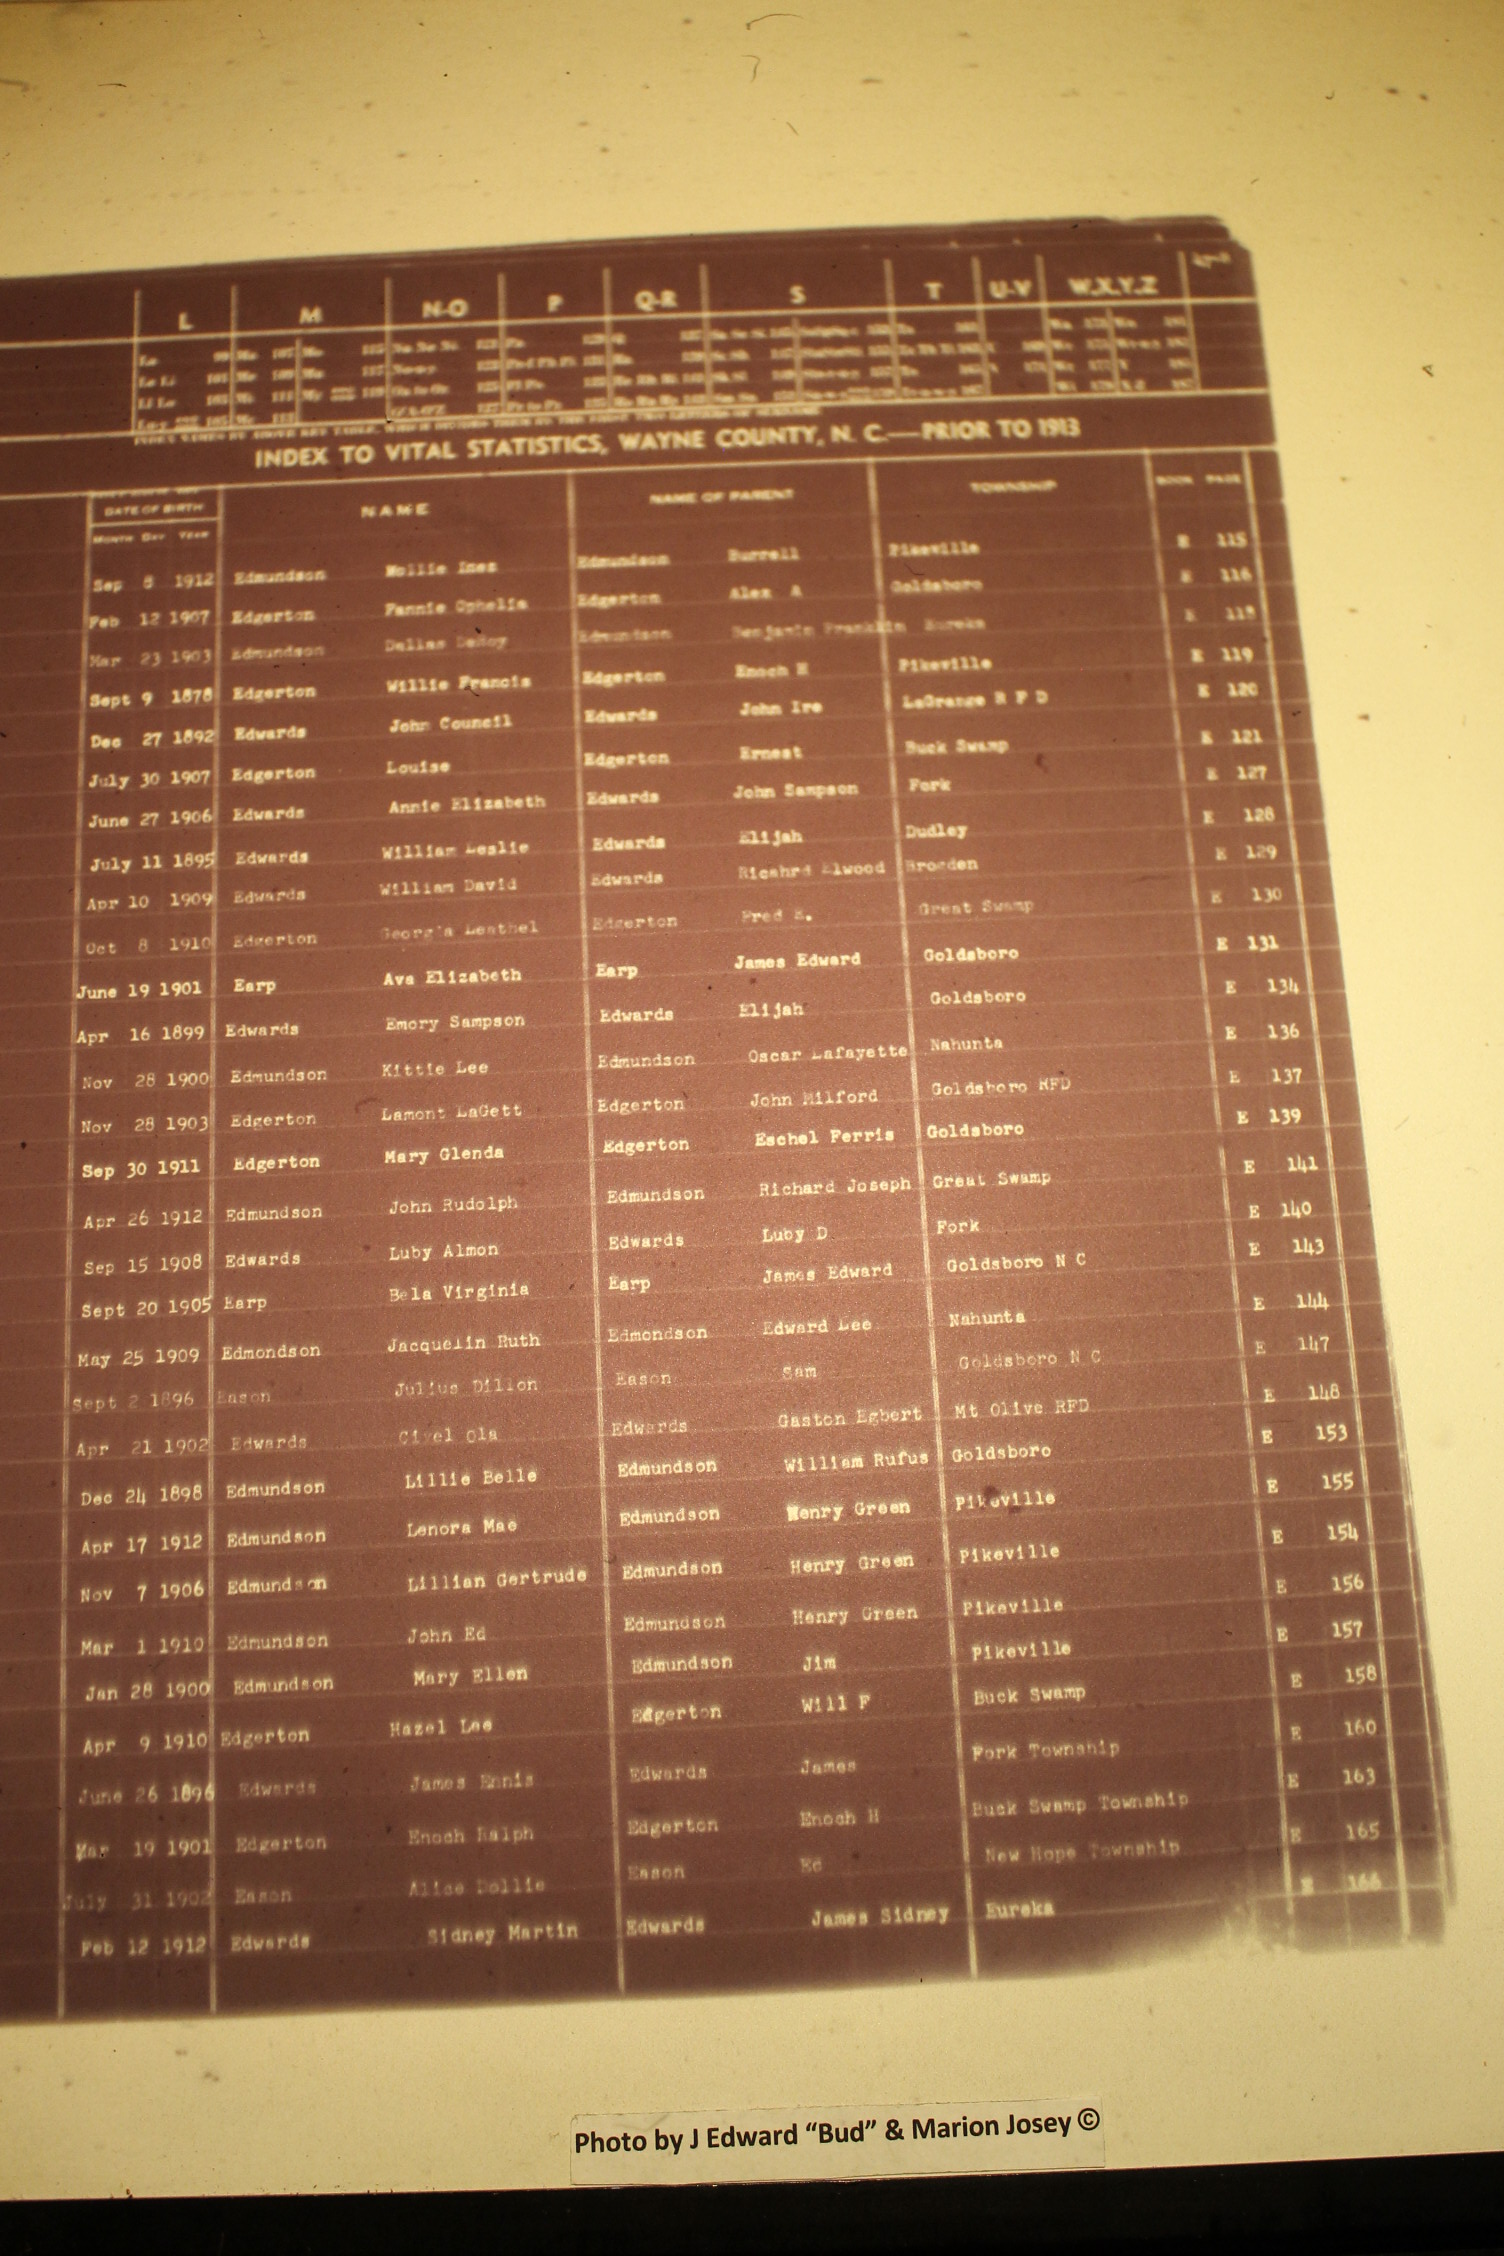 L M N-O P Q-R S T U-V W,X,Y,Z
INDEX TO VITAL STATISTICS, WAYNE COUNTY, N. C.—PRIOR TO 1913
DATE OF BIRTH NAME NAME OF PARENT TOWNSHIP BOOK PAGE
MONTH DAY YEAR
Sep 8 1912 Edmundson Mollie Inez Edmundson Burrell Pikeville E 115
Feb 12 1907 Edgerton Fannie Ophelia Edgerton Alex A Goldsboro E 116
Mar 23 1903 Edmundson Dallas LeRoy Edmundson Benjamin Franklin Eureka E 118
Sept 9 1878 Edgerton Willie Francis Edgerton Enoch H Pikeville E 119
Dec 27 1892 Edwards John Council Edwards John Ire LaGrange R F D E 120
July 30 1907 Edgerton Louise Edgerton Ernest Buck Swamp E 121
June 27 1906 Edwards Annie Elizabeth Edwards John Sampson Fork E 127
July 11 1895 Edwards William Leslie Edwards Elijah Dudley E 128
Apr 10 1909 Edwards William David Edwards Ricahrd Elwood Brogden E 129
Oct 8 1910 Edgerton Georgia Leathel Edgerton Fred E. Great Swamp E 130
June 19 1901 Earp Ava Elizabeth Earp James Edward Goldsboro E 131
Apr 16 1899 Edwards Emory Sampson Edwards Elijah Goldsboro E 134
Nov 28 1900 Edmundson Kittie Lee Edmundson Oscar Lafayette Nahunta E 136
Nov 28 1903 Edgerton Lamont LaGett Edgerton John Milford Goldsboro RFD E 137
Sep 30 1911 Edgerton Mary Glenda Edgerton Eschel Ferris Goldsboro E 139
Apr 26 1912 Edmundson John Rudolph Edmundson Richard Joseph Great Swamp E 141
Sep 15 1908 Edwards Luby Almon Edwards Luby D Fork E 140
Sept 20 1905 Earp Bela Virginia Earp James Edward Goldsboro N C E 143
May 25 1909 Edmondson Jacquelin Ruth Edmondson Edward Lee Nahunta E 144
Sept 2 1896 Eason Julius Dillon Eason Sam Goldsboro N C E 147
Apr 21 1902 Edwards Civel Ola Edwards Gaston Egbert Mt Olive RFD E 148
Dec 24 1898 Edmundson Lillie Belle Edmundson William Rufus Goldsboro E 153
Apr 17 1912 Edmundson Lenora Mae Edmundson Henry Green Pikeville E 155
Nov 7 1906 Edmundson Lillian Gertrude Edmundson Henry Green Pikeville E 154
Mar 1 1910 Edmundson John Ed Edmundson Henry Green Pikeville E 156
Jan 28 1900 Edmundson Mary Ellen Edmundson Jim Pikeville E 157
Apr 9 1910 Edgerton Hazel Lee Edgerton Will F Buck Swamp E 158
June 26 1896 Edwards James Ennis Edwards James Fork Township E 160
Mar 19 1901 Edgerton Enoch Ralph Edgerton Enoch H Buck Swamp Township E 163
July 31 1902 Eason Alice Dollie Eason Ed New Hope Township E 165
Feb 12 1912 Edwards Sidney Martin Edwards James Sidney Eureka E 166
Photo by J Edward “Bud” & Marion Josey ©